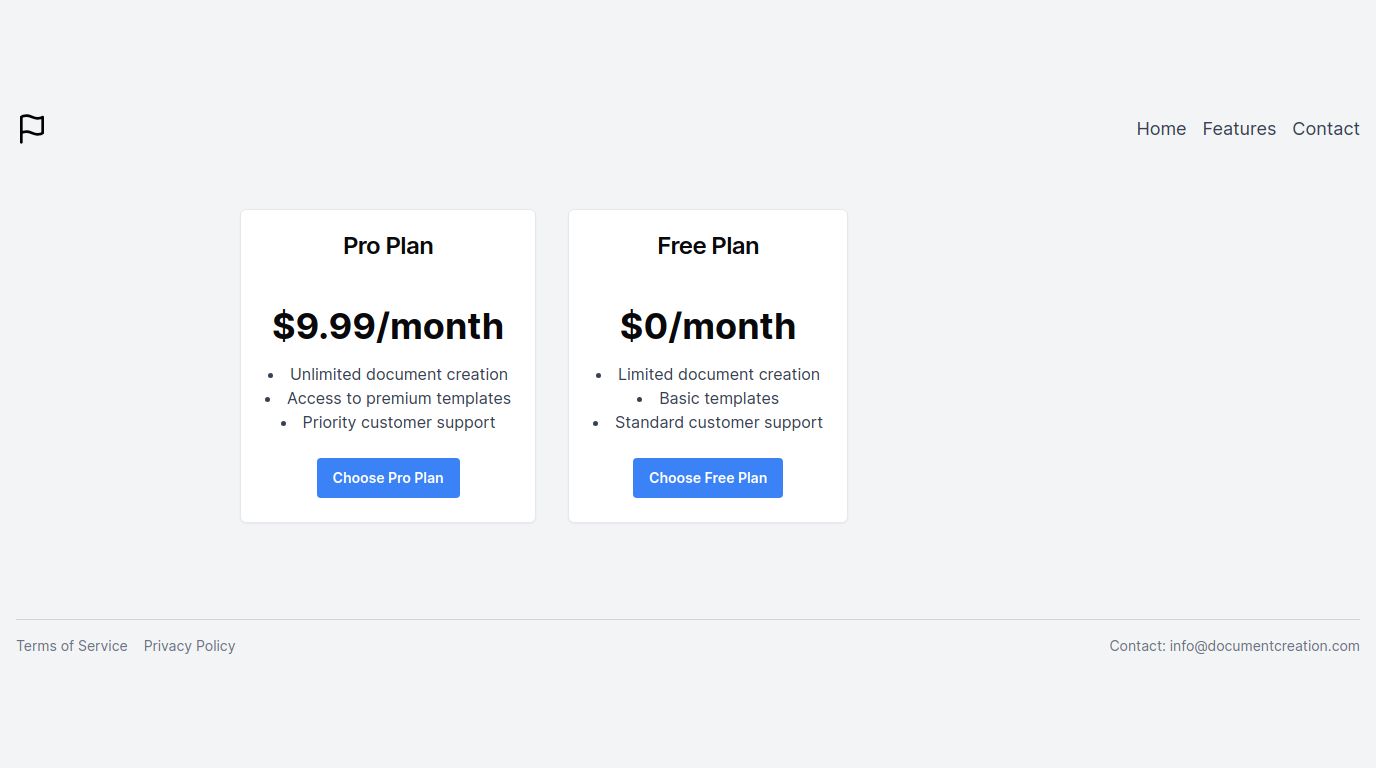 Home Features Contact
Pro Plan
$9.99/month
Unlimited document creation
Access to premium templates
Priority customer support
Choose Pro Plan
Free Plan
$0/month
Limited document creation
Basic templates
Standard customer support
Choose Free Plan
Terms of Service Privacy Policy
Contact: info@documentcreation.com